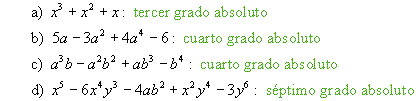 a) x³ + x² + x : tercer grado absoluto
b) 5a − 3a² + 4a⁴ − 6 : cuarto grado absoluto
c) a³b − a²b² + ab³ − b⁴ : cuarto grado absoluto
d) x⁵ − 6x⁴y³ − 4ab² + x²y⁴ − 3y⁶ : séptimo grado absoluto